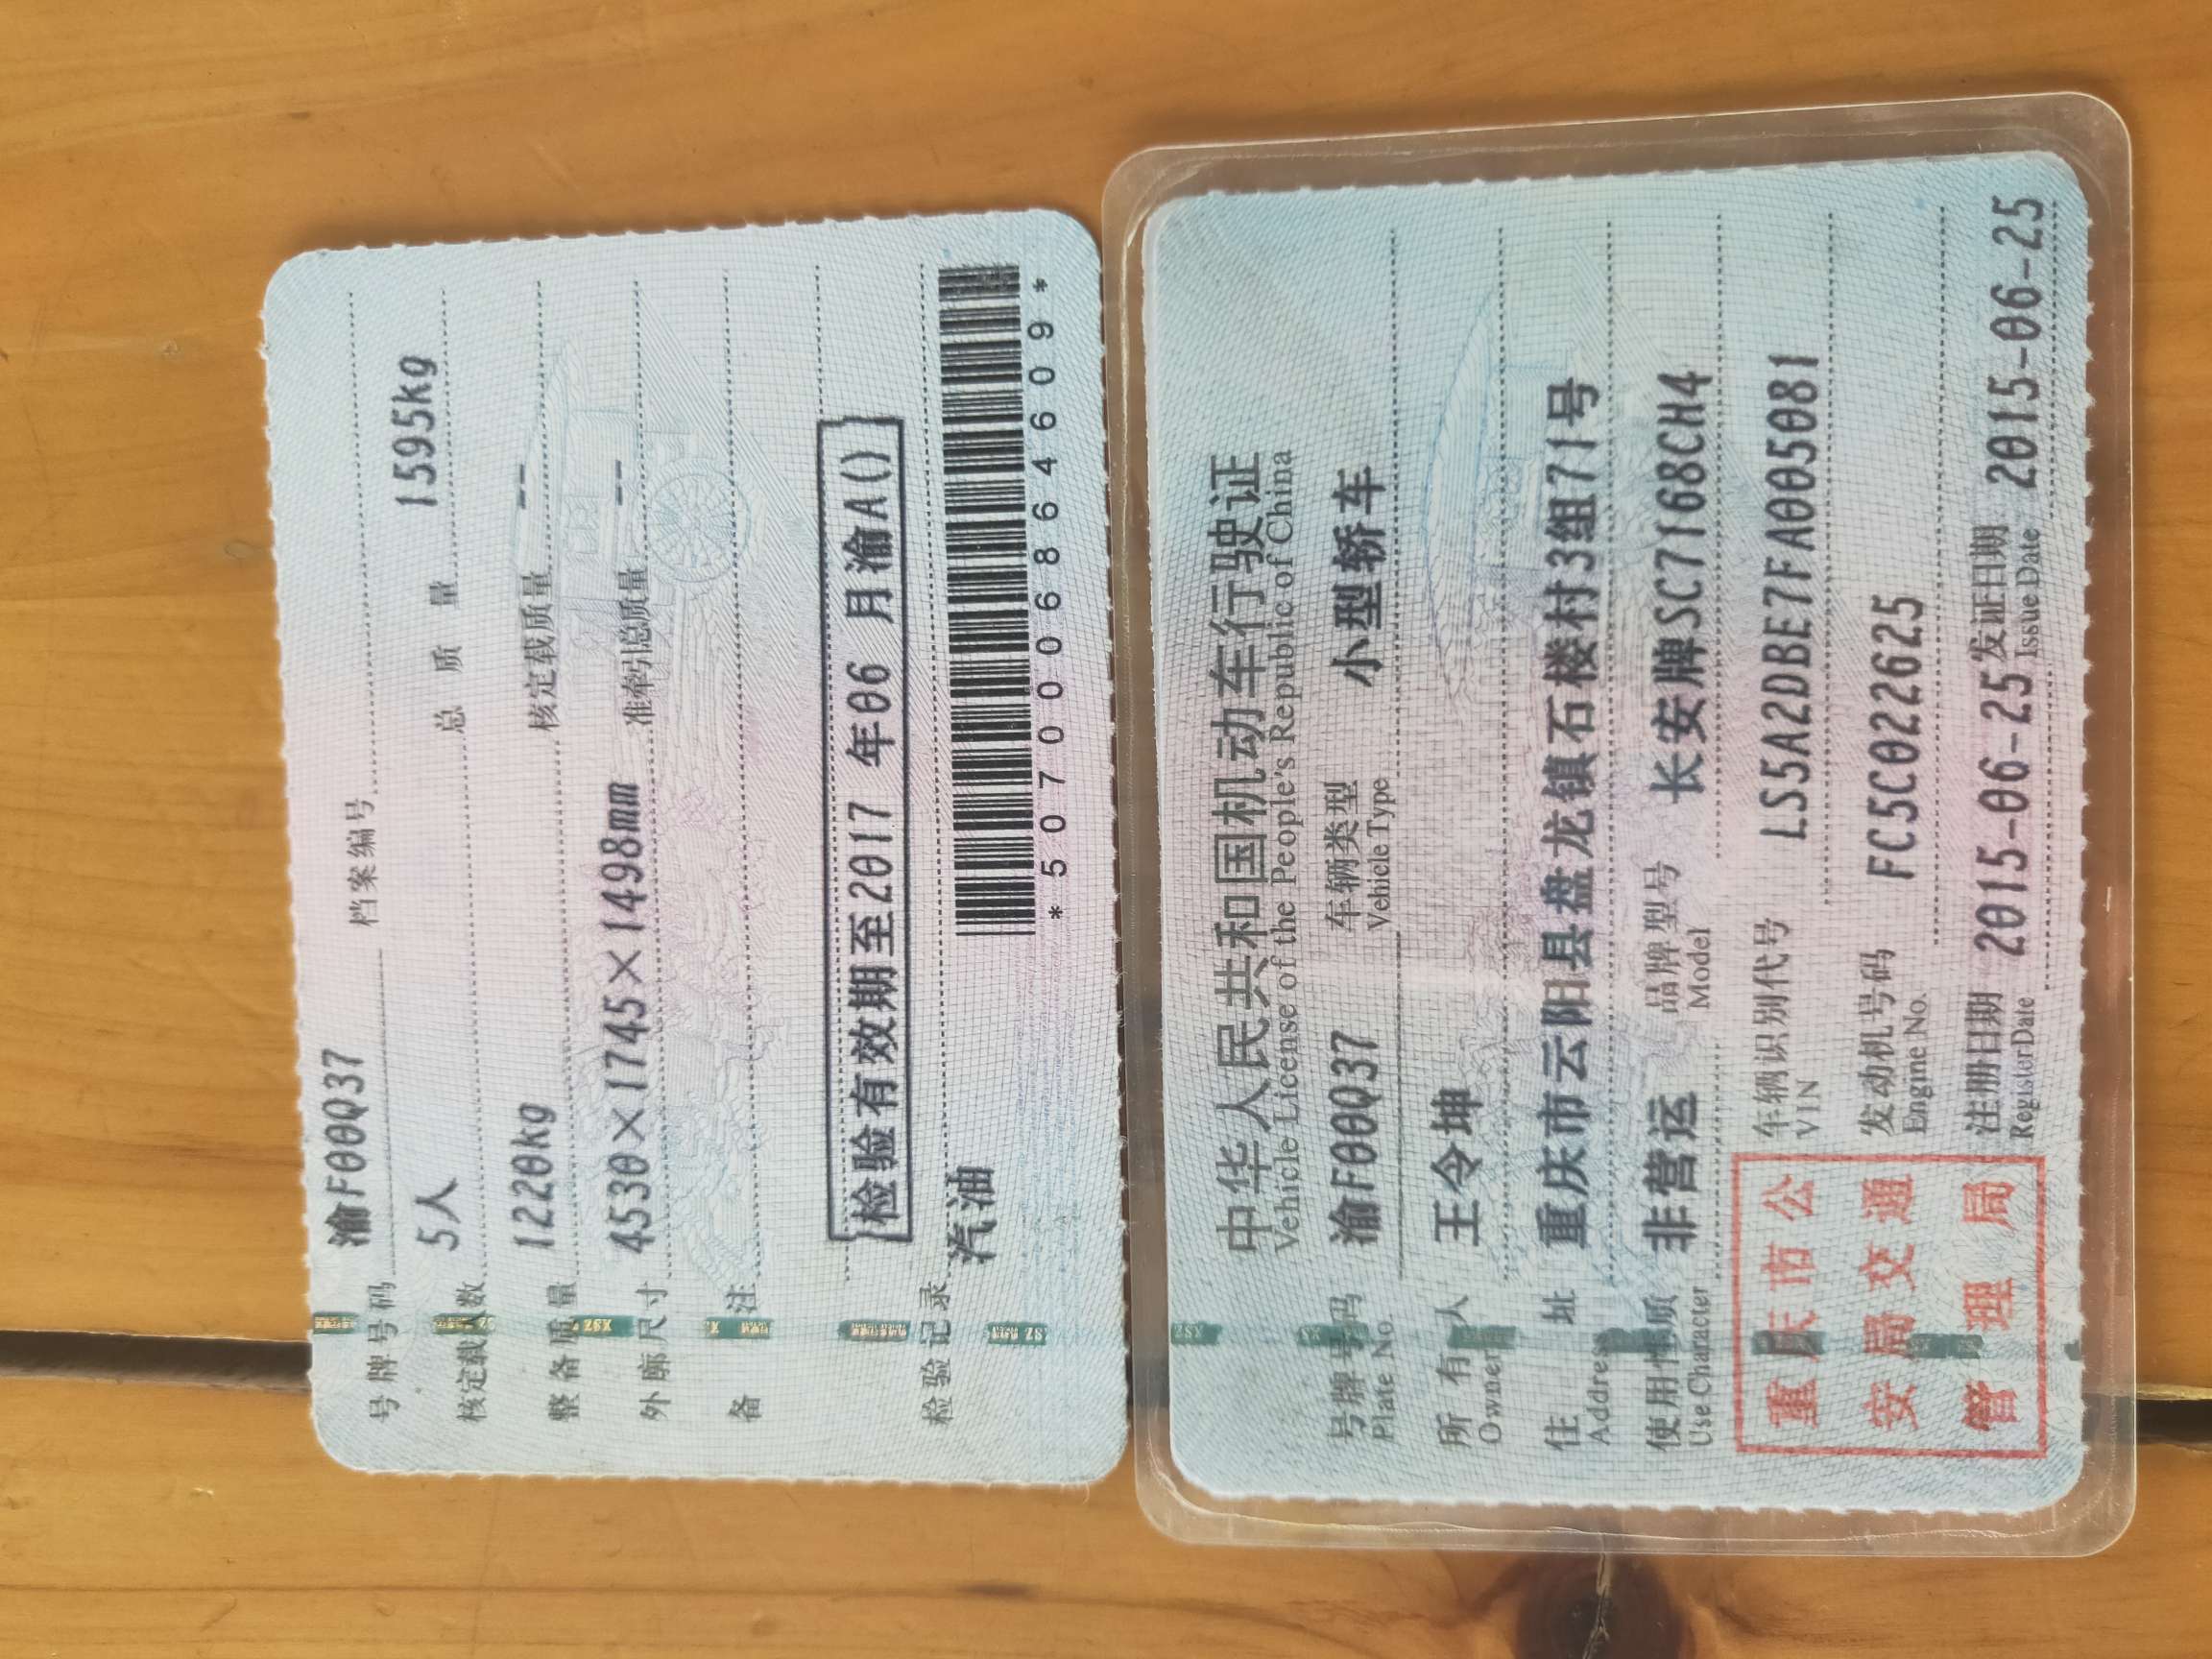 号牌号码 渝F00Q37 档案编号
核定载人数 5人 总质量 1595kg
整备质量 1220kg 核定载质量 --
外廓尺寸 4530×1745×1498mm 准牵引总质量 --
备注
检验有效期至2017 年06 月渝A()
检验记录
汽油
*5070006864609*
中华人民共和国机动车行驶证
Vehicle License of the People's Republic of China
号牌号码 渝F00Q37 车辆类型 小型轿车
Plate No. Vehicle Type
所有人 王令坤
Owner
住址 重庆市云阳县盘龙镇石楼村3组71号
Address
使用性质 非营运 品牌型号 长安牌SC7168CH4
Use Character Model
重庆市公
安局交通
管理局
车辆识别代号 LS5A2DBE7FA005081
VIN
发动机号码 FC5C022625
Engine No.
注册日期 2015-06-25 发证日期 2015-06-25
Register Date Issue Date